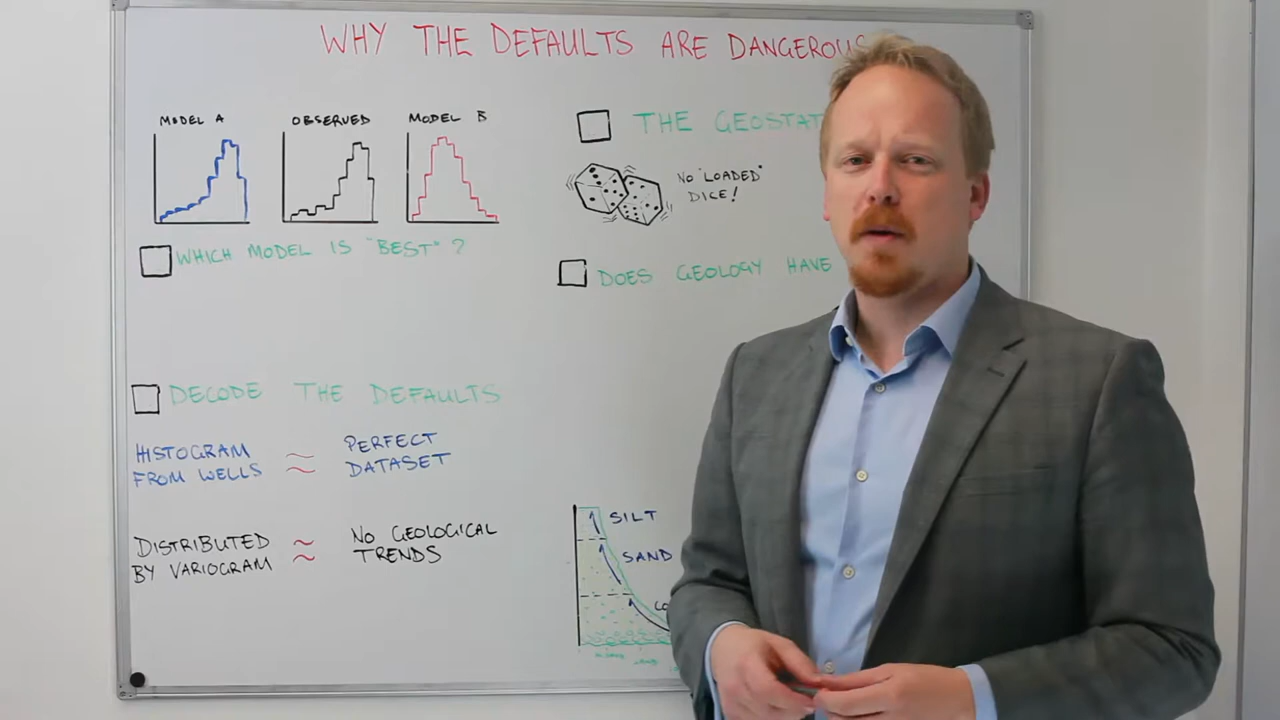 WHY THE DEFAULTS ARE DANGEROUS
MODEL A
OBSERVED
MODEL B
WHICH MODEL IS "BEST" ?
DECODE THE DEFAULTS
HISTOGRAM
FROM WELLS
≈
PERFECT
DATASET
DISTRIBUTED
BY VARIOGRAM
≈
NO GEOLOGICAL
TRENDS
THE GEOSTAT
NO "LOADED"
DICE!
DOES GEOLOGY HAVE
SILT
SAND